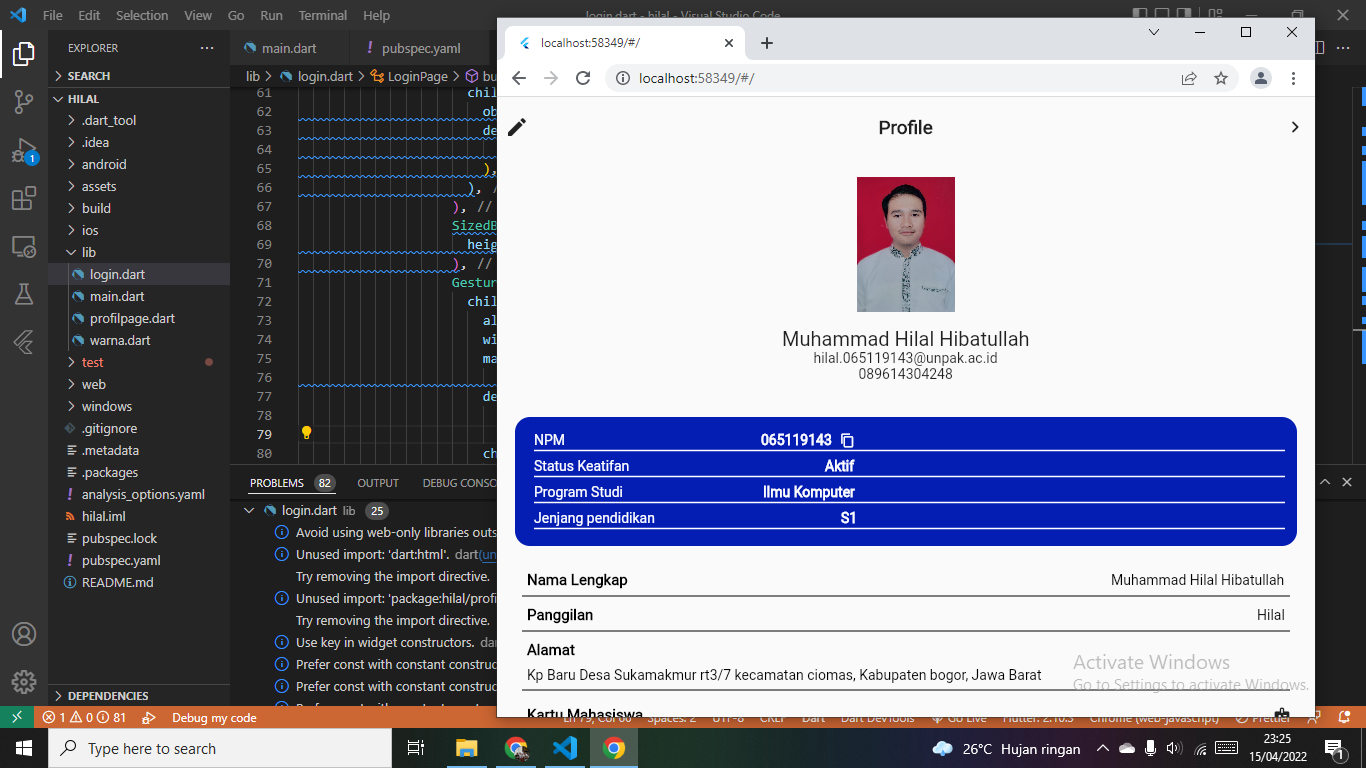 File Edit Selection View Go Run Terminal Help
login.dart - hilal - Visual Studio Code
EXPLORER
SEARCH
HILAL
.dart_tool
.idea
android
assets
build
ios
lib
login.dart
main.dart
profilpage.dart
warna.dart
test
web
windows
.gitignore
.metadata
.packages
analysis_options.yaml
hilal.iml
pubspec.lock
pubspec.yaml
README.md
DEPENDENCIES
1
main.dart
pubspec.yaml
lib > login.dart > LoginPage > bu
61 chil
62 ob
63 de
64
65 ),
66 ), /
67 ), //
68 SizedB
69 heig
70 ), //
71 Gestur
72 chil
73 al
74 wi
75 ma
76
77 de
78
79
80 ch
PROBLEMS 82 OUTPUT DEBUG CONSO
login.dart lib 25
Avoid using web-only libraries outs
Unused import: 'dart:html'. dart(un
Try removing the import directive.
Unused import: 'package:hilal/profi
Try removing the import directive.
Use key in widget constructors. dar
Prefer const with constant construc
Prefer const with constant construc
localhost:58349/#/
localhost:58349/#/
Profile
Muhammad Hilal Hibatullah
hilal.065119143@unpak.ac.id
089614304248
NPM 065119143
Status Keatifan Aktif
Program Studi Ilmu Komputer
Jenjang pendidikan S1
Nama Lengkap Muhammad Hilal Hibatullah
Panggilan Hilal
Alamat
Kp Baru Desa Sukamakmur rt3/7 kecamatan ciomas, Kabupaten bogor, Jawa Barat
Kartu Mahasiswa
Activate Windows
Go to Settings to activate Windows.
1 0 81 Debug my code
Spaces: 2 UTF-8 CRLF Dart Dart DevTools Go Live Flutter: 2.10.3 Chrome (web-javascript) Prettier
Type here to search
26°C Hujan ringan
23:25
15/04/2022
1